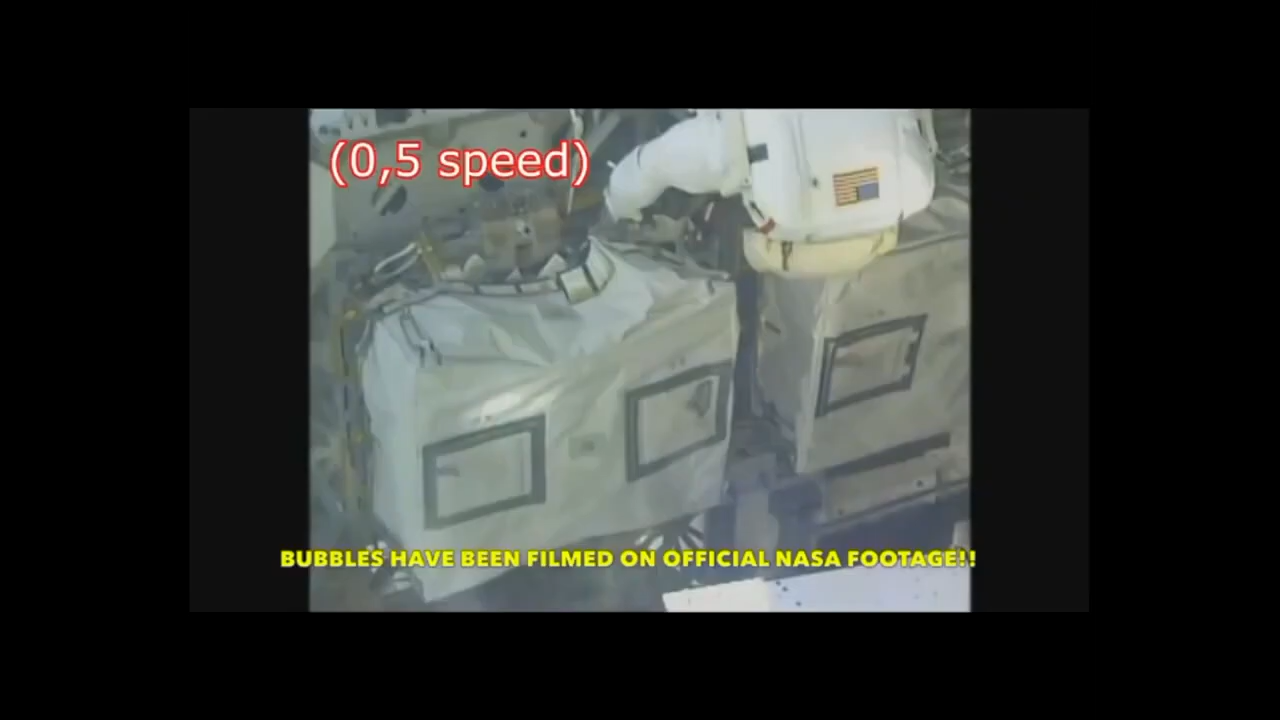 (0,5 speed)
BUBBLES HAVE BEEN FILMED ON OFFICIAL NASA FOOTAGE!!